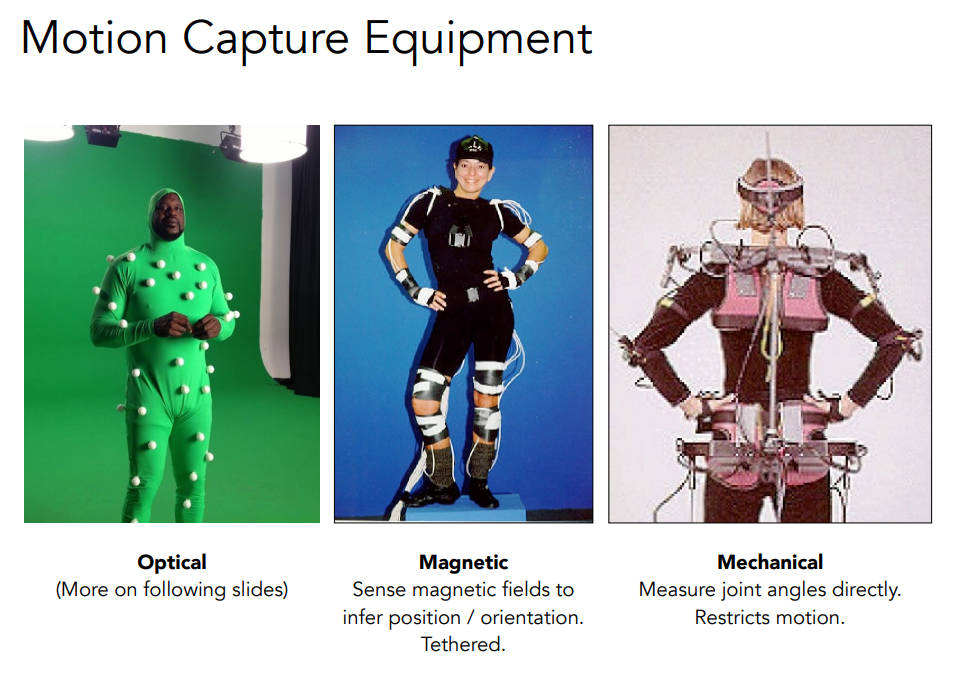 Motion Capture Equipment
Optical
(More on following slides)
Magnetic
Sense magnetic fields to
infer position / orientation.
Tethered.
Mechanical
Measure joint angles directly.
Restricts motion.